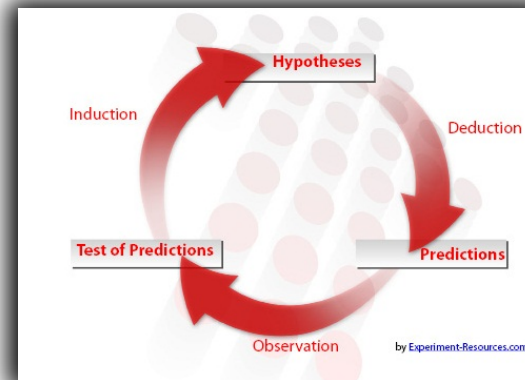 Hypotheses
Induction
Deduction
Test of Predictions
Predictions
Observation
by Experiment-Resources.com